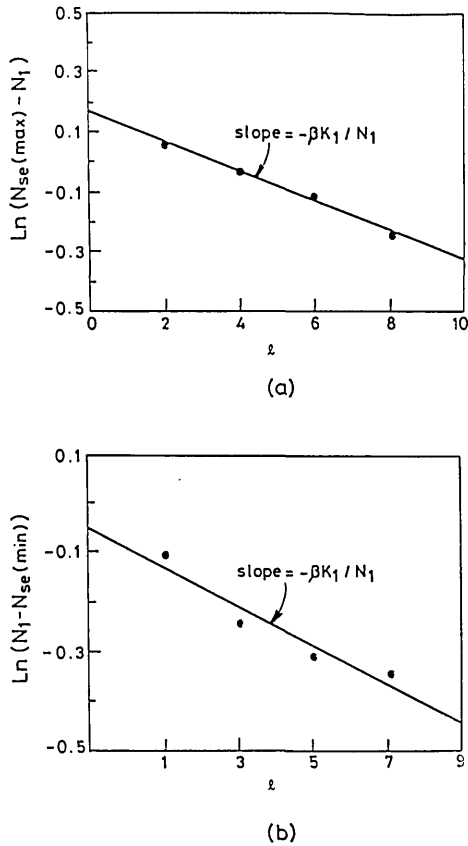 0.5
0.3
0.1
-0.1
-0.3
-0.5
Ln (Nse(max) - N1)
slope = -βK1 / N1
0 2 4 6 8 10
ℓ
(a)
0.1
-0.1
-0.3
-0.5
Ln (N1-Nse(min))
slope = -βK1 / N1
1 3 5 7 9
ℓ
(b)